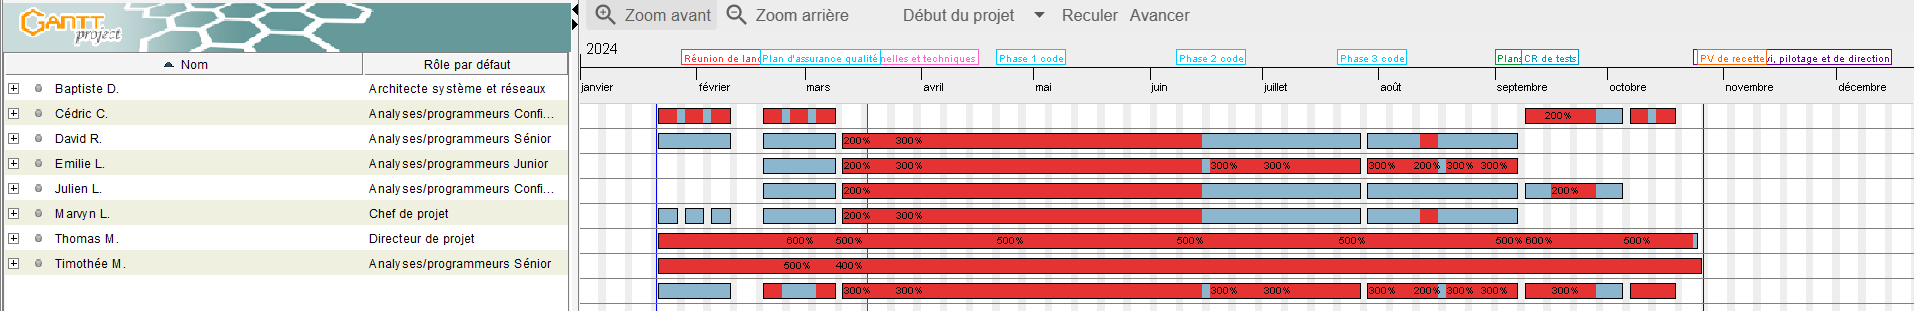 GANTT
project
Zoom avant Zoom arrière Début du projet Reculer Avancer
2024
Réunion de lanc Plan d'assurance qualité nelles et techniques Phase 1 code Phase 2 code Phase 3 code Plans CR de tests PV de recette vi, pilotage et de direction
Nom Rôle par défaut
janvier février mars avril mai juin juillet août septembre octobre novembre décembre
Baptiste D. Architecte système et réseaux
Cédric C. Analyses/programmeurs Confi...
200%
David R. Analyses/programmeurs Sénior
200% 300%
Emilie L. Analyses/programmeurs Junior
200% 300% 300% 300% 300% 200% 300% 300%
Julien L. Analyses/programmeurs Confi...
200% 200%
Marvyn L. Chef de projet
200% 300%
Thomas M. Directeur de projet
600% 500% 500% 500% 500% 500% 600% 500%
Timothée M. Analyses/programmeurs Sénior
500% 400%
300% 300% 300% 300% 300% 200% 300% 300% 300%